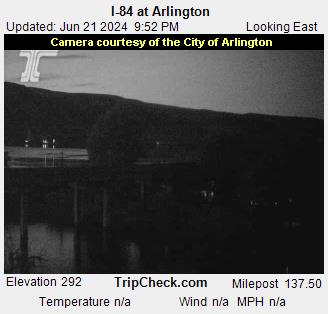 I-84 at Arlington
Updated: Jun 21 2024 9:52 PM Looking East
Camera courtesy of the City of Arlington
Elevation 292 TripCheck.com Milepost 137.50
Temperature n/a Wind n/a MPH n/a